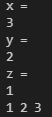 x =
3
y =
2
z =
1
1 2 3